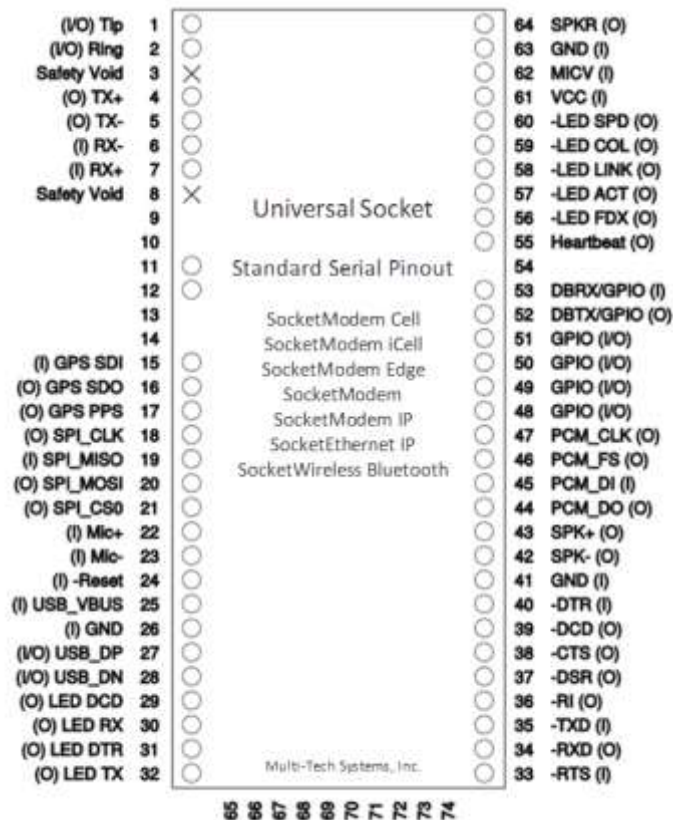 (I/O) Tip 1
(I/O) Ring 2
Safety Void 3
(O) TX+ 4
(O) TX- 5
(I) RX- 6
(I) RX+ 7
Safety Void 8
9
10
11
12
13
14
(I) GPS SDI 15
(O) GPS SDO 16
(O) GPS PPS 17
(O) SPI_CLK 18
(I) SPI_MISO 19
(O) SPI_MOSI 20
(O) SPI_CS0 21
(I) Mic+ 22
(I) Mic- 23
(I) -Reset 24
(I) USB_VBUS 25
(I) GND 26
(I/O) USB_DP 27
(I/O) USB_DN 28
(O) LED DCD 29
(O) LED RX 30
(O) LED DTR 31
(O) LED TX 32
Universal Socket
Standard Serial Pinout
SocketModem Cell
SocketModem iCell
SocketModem Edge
SocketModem
SocketModem IP
SocketEthernet IP
SocketWireless Bluetooth
Multi-Tech Systems, Inc.
64 SPKR (O)
63 GND (I)
62 MICV (I)
61 VCC (I)
60 -LED SPD (O)
59 -LED COL (O)
58 -LED LINK (O)
57 -LED ACT (O)
56 -LED FDX (O)
55 Heartbeat (O)
54
53 DBRX/GPIO (I)
52 DBTX/GPIO (O)
51 GPIO (I/O)
50 GPIO (I/O)
49 GPIO (I/O)
48 GPIO (I/O)
47 PCM_CLK (O)
46 PCM_FS (O)
45 PCM_DI (I)
44 PCM_DO (O)
43 SPK+ (O)
42 SPK- (O)
41 GND (I)
40 -DTR (I)
39 -DCD (O)
38 -CTS (O)
37 -DSR (O)
36 -RI (O)
35 -TXD (I)
34 -RXD (O)
33 -RTS (I)
65
66
67
68
69
70
71
72
73
74